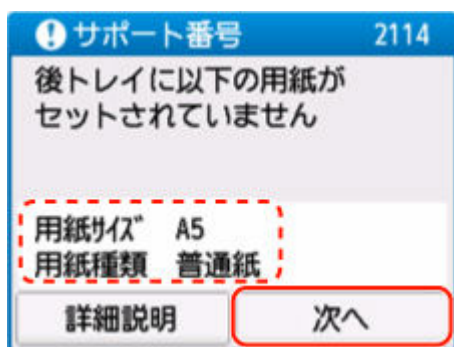 サポート番号 2114
後トレイに以下の用紙が
セットされていません
用紙サイズ A5
用紙種類 普通紙
詳細説明 次へ